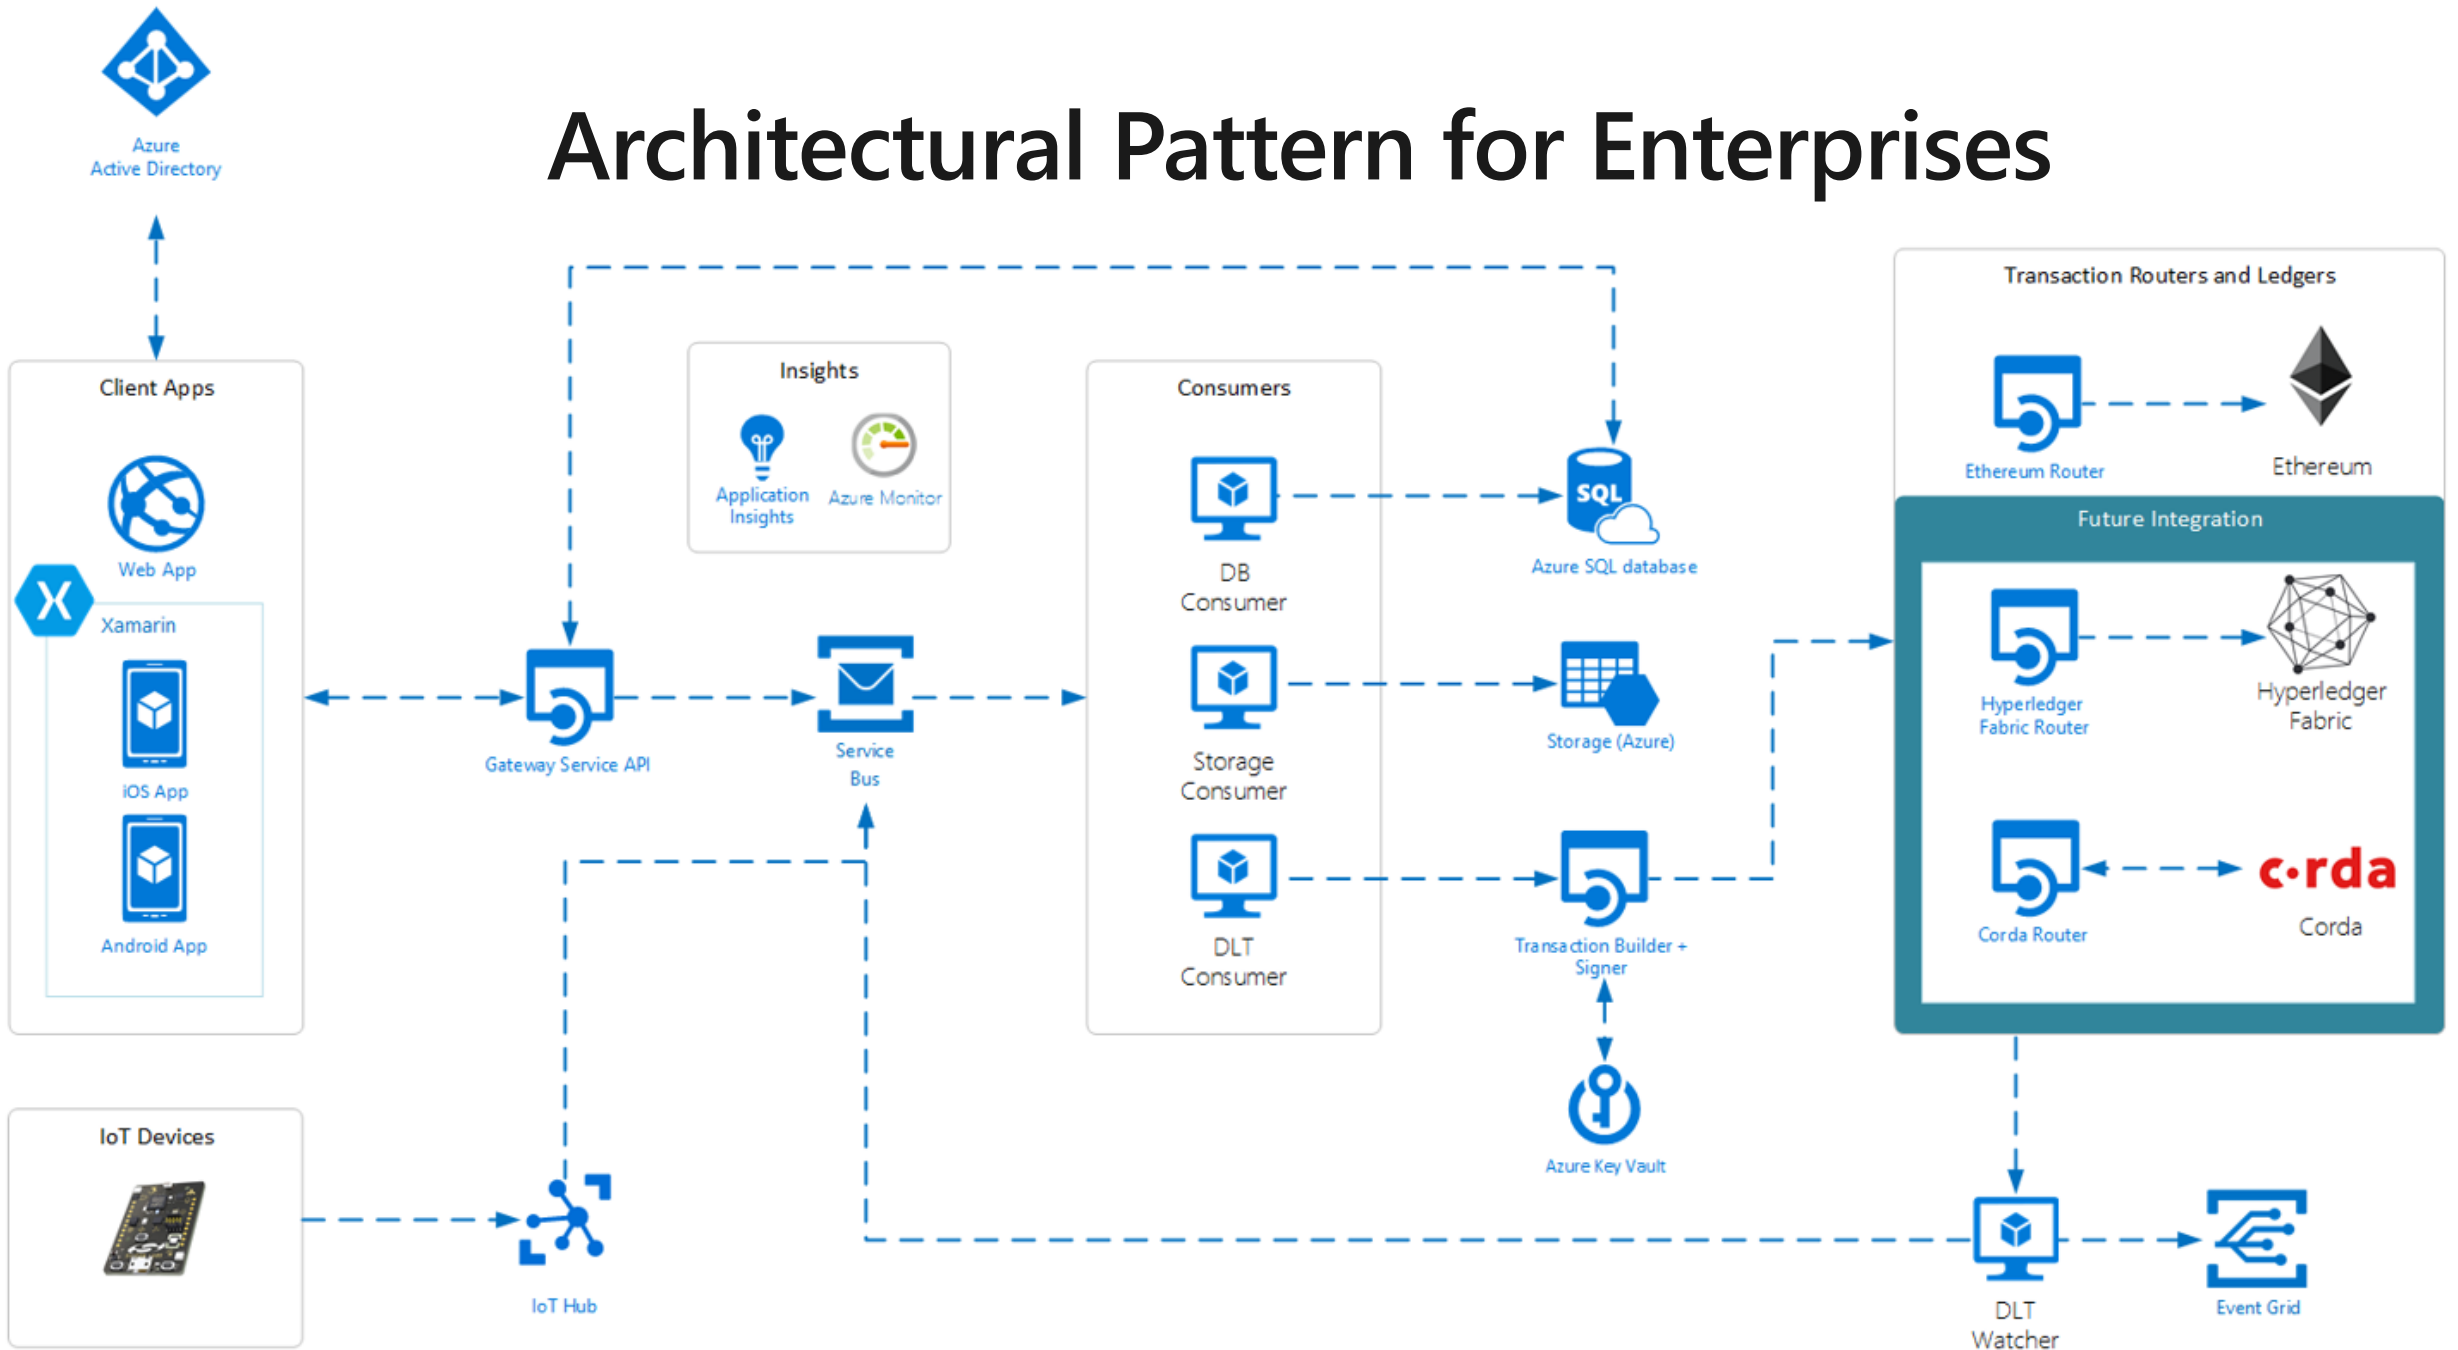 Azure
Active Directory
Architectural Pattern for Enterprises
Client Apps
Web App
X
Xamarin
iOS App
Android App
IoT Devices
IoT Hub
Gateway Service API
Insights
Application
Insights
Azure Monitor
Service
Bus
Consumers
DB
Consumer
Storage
Consumer
DLT
Consumer
SQL
Azure SQL database
Storage (Azure)
Transaction Builder +
Signer
Azure Key Vault
Transaction Routers and Ledgers
Ethereum Router
Ethereum
Future Integration
Hyperledger
Fabric Router
Hyperledger
Fabric
Corda Router
c·rda
Corda
DLT
Watcher
Event Grid